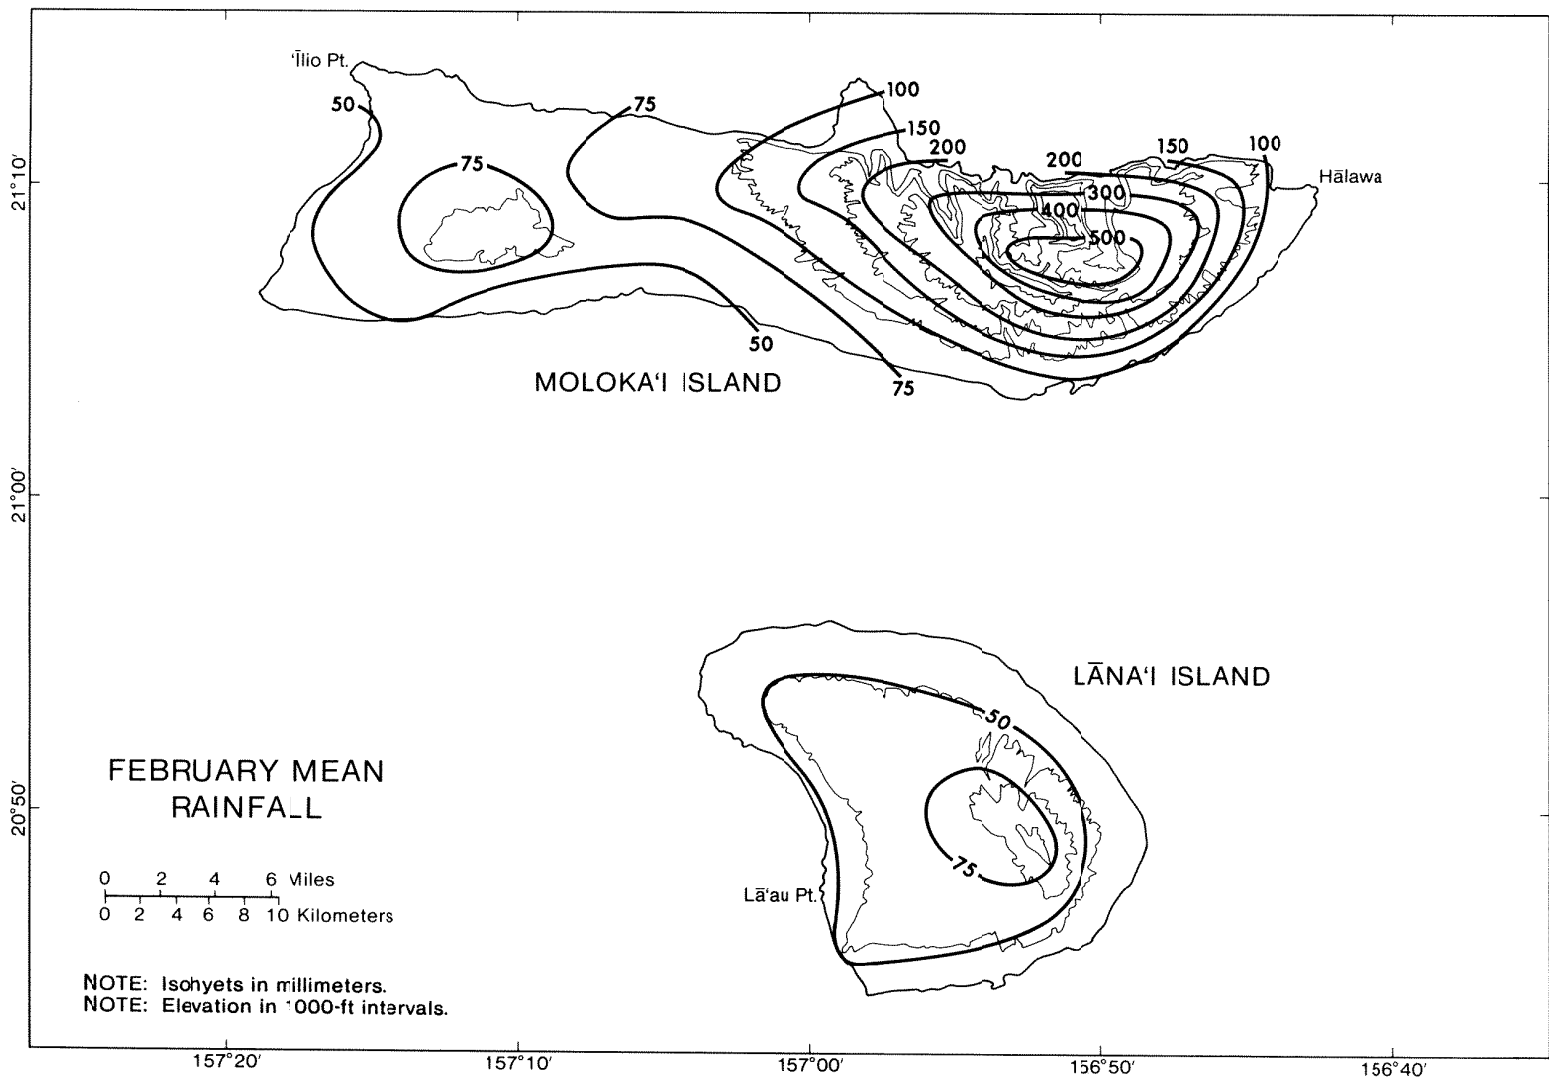 ʻĪlio Pt.
50
75
100
150
200
200
150
100
75
Hālawa
300
400
500
50
75
MOLOKAʻI ISLAND
21°10′
21°00′
20°50′
LĀNAʻI ISLAND
50
75
Lāʻau Pt.
FEBRUARY MEAN
RAINFALL
0 2 4 6 Miles
0 2 4 6 8 10 Kilometers
NOTE: Isohyets in millimeters.
NOTE: Elevation in 1000-ft intervals.
157°20′ 157°10′ 157°00′ 156°50′ 156°40′